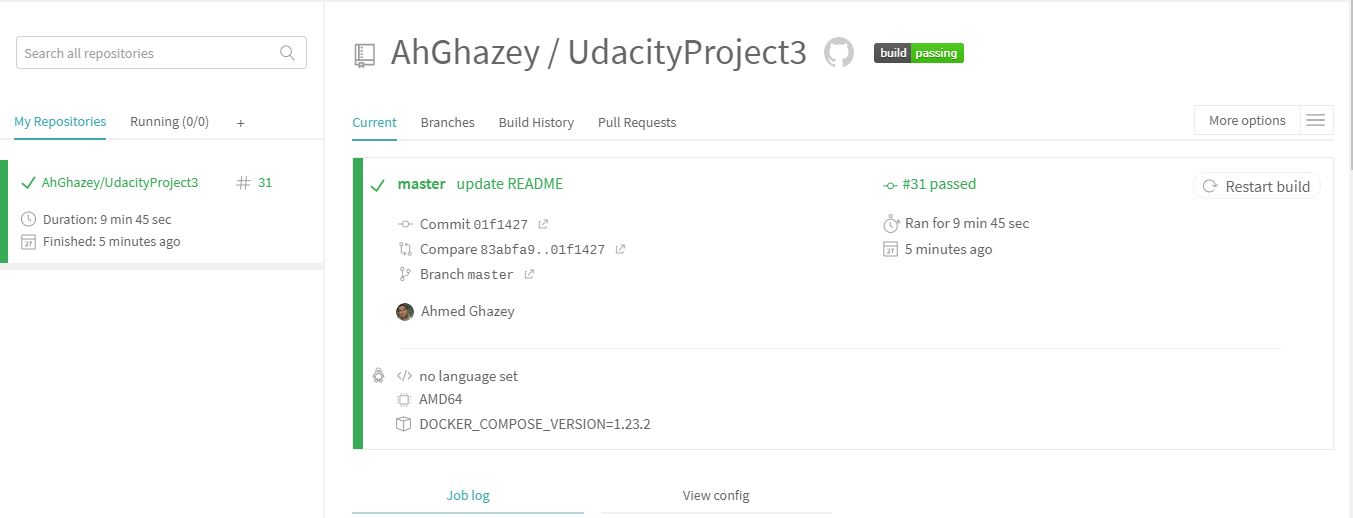 Search all repositories
My Repositories Running (0/0) +
AhGhazey/UdacityProject3 # 31
Duration: 9 min 45 sec
Finished: 5 minutes ago
AhGhazey / UdacityProject3 build passing
Current Branches Build History Pull Requests More options
master update README #31 passed Restart build
Commit 01f1427 Ran for 9 min 45 sec
Compare 83abfa9..01f1427 5 minutes ago
Branch master
Ahmed Ghazey
</> no language set
AMD64
DOCKER_COMPOSE_VERSION=1.23.2
Job log View config